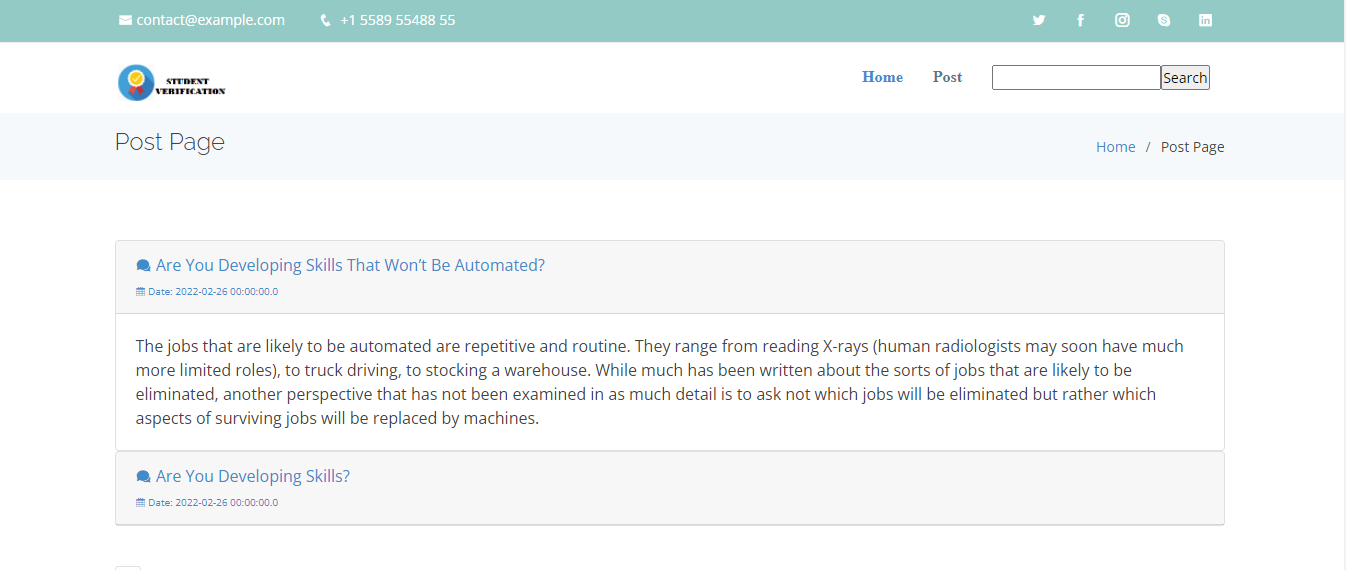 contact@example.com +1 5589 55488 55
STUDENT
VERIFICATION
Home Post Search
Post Page
Home / Post Page
Are You Developing Skills That Won’t Be Automated?
Date: 2022-02-26 00:00:00.0
The jobs that are likely to be automated are repetitive and routine. They range from reading X-rays (human radiologists may soon have much
more limited roles), to truck driving, to stocking a warehouse. While much has been written about the sorts of jobs that are likely to be
eliminated, another perspective that has not been examined in as much detail is to ask not which jobs will be eliminated but rather which
aspects of surviving jobs will be replaced by machines.
Are You Developing Skills?
Date: 2022-02-26 00:00:00.0